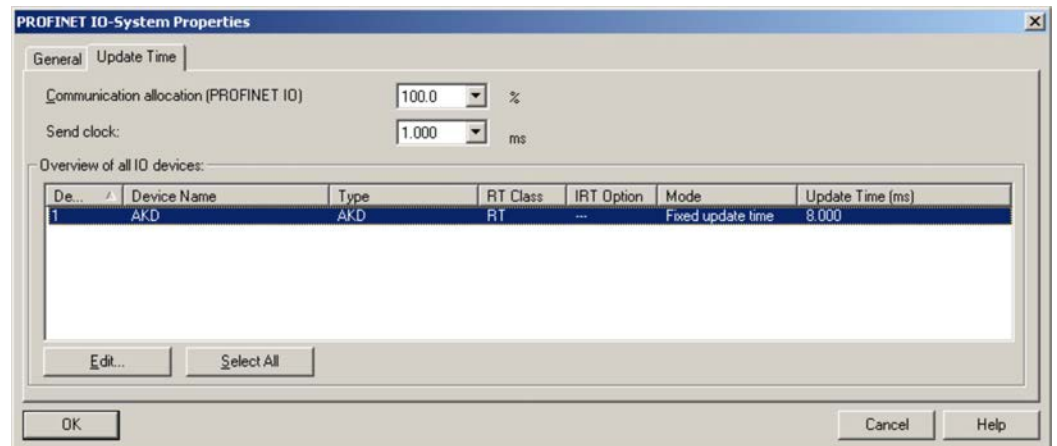 PROFINET IO-System Properties
General Update Time
Communication allocation (PROFINET IO) 100.0 %
Send clock: 1.000 ms
Overview of all IO devices:
De... Device Name Type RT Class IRT Option Mode Update Time (ms)
1 AKD AKD RT --- Fixed update time 8.000
Edit... Select All
OK Cancel Help